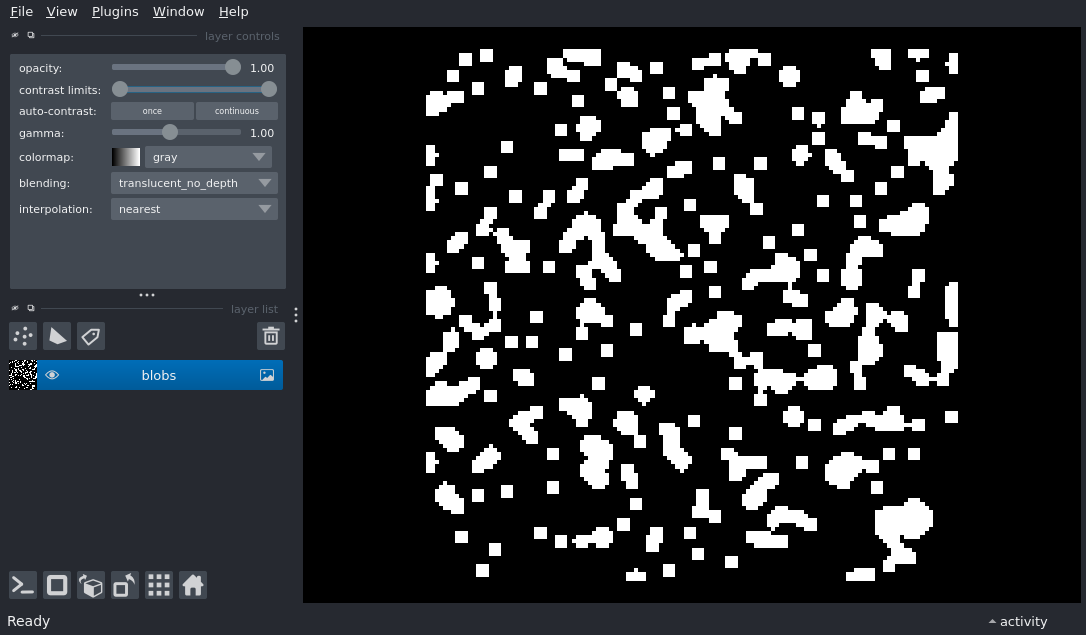 File View Plugins Window Help
layer controls
opacity: 1.00
contrast limits:
auto-contrast: once continuous
gamma: 1.00
colormap: gray
blending: translucent_no_depth
interpolation: nearest
layer list
blobs
Ready
activity